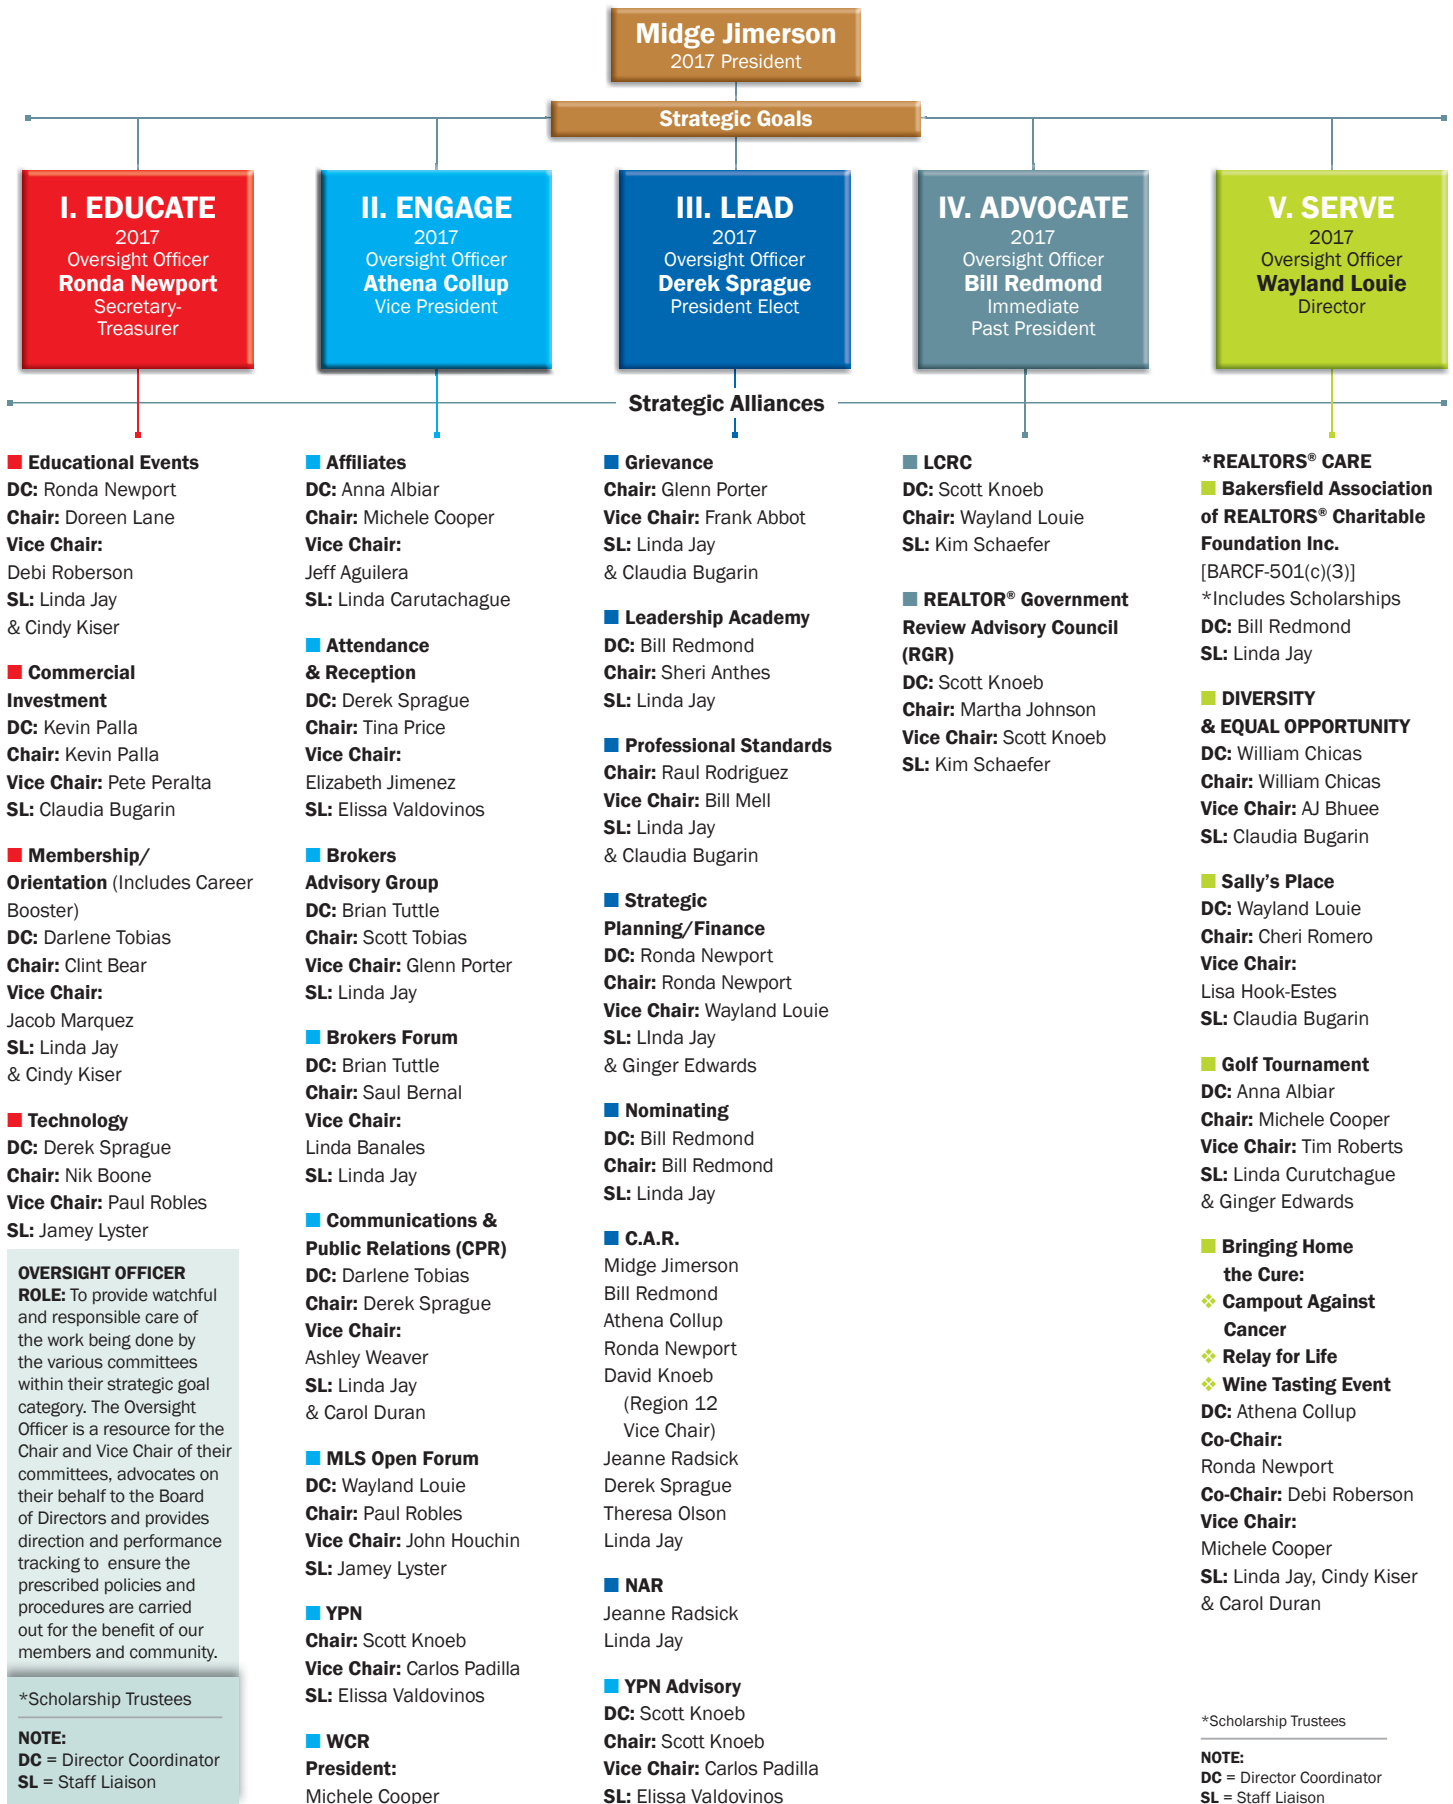 Midge Jimerson
2017 President
Strategic Goals
I. EDUCATE
2017
Oversight Officer
Ronda Newport
Secretary-
Treasurer
II. ENGAGE
2017
Oversight Officer
Athena Collup
Vice President
III. LEAD
2017
Oversight Officer
Derek Sprague
President Elect
IV. ADVOCATE
2017
Oversight Officer
Bill Redmond
Immediate
Past President
V. SERVE
2017
Oversight Officer
Wayland Louie
Director
Strategic Alliances
Educational Events
DC: Ronda Newport
Chair: Doreen Lane
Vice Chair:
Debi Roberson
SL: Linda Jay
& Cindy Kiser
Commercial
Investment
DC: Kevin Palla
Chair: Kevin Palla
Vice Chair: Pete Peralta
SL: Claudia Bugarin
Membership/
Orientation (Includes Career
Booster)
DC: Darlene Tobias
Chair: Clint Bear
Vice Chair:
Jacob Marquez
SL: Linda Jay
& Cindy Kiser
Technology
DC: Derek Sprague
Chair: Nik Boone
Vice Chair: Paul Robles
SL: Jamey Lyster
OVERSIGHT OFFICER
ROLE: To provide watchful
and responsible care of
the work being done by
the various committees
within their strategic goal
category. The Oversight
Officer is a resource for the
Chair and Vice Chair of their
committees, advocates on
their behalf to the Board
of Directors and provides
direction and performance
tracking to ensure the
prescribed policies and
procedures are carried
out for the benefit of our
members and community.
*Scholarship Trustees
NOTE:
DC = Director Coordinator
SL = Staff Liaison
Affiliates
DC: Anna Albiar
Chair: Michele Cooper
Vice Chair:
Jeff Aguilera
SL: Linda Carutachague
Attendance
& Reception
DC: Derek Sprague
Chair: Tina Price
Vice Chair:
Elizabeth Jimenez
SL: Elissa Valdovinos
Brokers
Advisory Group
DC: Brian Tuttle
Chair: Scott Tobias
Vice Chair: Glenn Porter
SL: Linda Jay
Brokers Forum
DC: Brian Tuttle
Chair: Saul Bernal
Vice Chair:
Linda Banales
SL: Linda Jay
Communications &
Public Relations (CPR)
DC: Darlene Tobias
Chair: Derek Sprague
Vice Chair:
Ashley Weaver
SL: Linda Jay
& Carol Duran
MLS Open Forum
DC: Wayland Louie
Chair: Paul Robles
Vice Chair: John Houchin
SL: Jamey Lyster
YPN
Chair: Scott Knoeb
Vice Chair: Carlos Padilla
SL: Elissa Valdovinos
WCR
President:
Michele Cooper
Grievance
Chair: Glenn Porter
Vice Chair: Frank Abbot
SL: Linda Jay
& Claudia Bugarin
Leadership Academy
DC: Bill Redmond
Chair: Sheri Anthes
SL: Linda Jay
Professional Standards
Chair: Raul Rodriguez
Vice Chair: Bill Mell
SL: Linda Jay
& Claudia Bugarin
Strategic
Planning/Finance
DC: Ronda Newport
Chair: Ronda Newport
Vice Chair: Wayland Louie
SL: LInda Jay
& Ginger Edwards
Nominating
DC: Bill Redmond
Chair: Bill Redmond
SL: Linda Jay
C.A.R.
Midge Jimerson
Bill Redmond
Athena Collup
Ronda Newport
David Knoeb
(Region 12
Vice Chair)
Jeanne Radsick
Derek Sprague
Theresa Olson
Linda Jay
NAR
Jeanne Radsick
Linda Jay
YPN Advisory
DC: Scott Knoeb
Chair: Scott Knoeb
Vice Chair: Carlos Padilla
SL: Elissa Valdovinos
LCRC
DC: Scott Knoeb
Chair: Wayland Louie
SL: Kim Schaefer
REALTOR® Government
Review Advisory Council
(RGR)
DC: Scott Knoeb
Chair: Martha Johnson
Vice Chair: Scott Knoeb
SL: Kim Schaefer
*REALTORS® CARE
Bakersfield Association
of REALTORS® Charitable
Foundation Inc.
[BARCF-501(c)(3)]
*Includes Scholarships
DC: Bill Redmond
SL: Linda Jay
DIVERSITY
& EQUAL OPPORTUNITY
DC: William Chicas
Chair: William Chicas
Vice Chair: AJ Bhuee
SL: Claudia Bugarin
Sally's Place
DC: Wayland Louie
Chair: Cheri Romero
Vice Chair:
Lisa Hook-Estes
SL: Claudia Bugarin
Golf Tournament
DC: Anna Albiar
Chair: Michele Cooper
Vice Chair: Tim Roberts
SL: Linda Curutchague
& Ginger Edwards
Bringing Home
the Cure:
Campout Against
Cancer
Relay for Life
Wine Tasting Event
DC: Athena Collup
Co-Chair:
Ronda Newport
Co-Chair: Debi Roberson
Vice Chair:
Michele Cooper
SL: Linda Jay, Cindy Kiser
& Carol Duran
*Scholarship Trustees
NOTE:
DC = Director Coordinator
SL = Staff Liaison